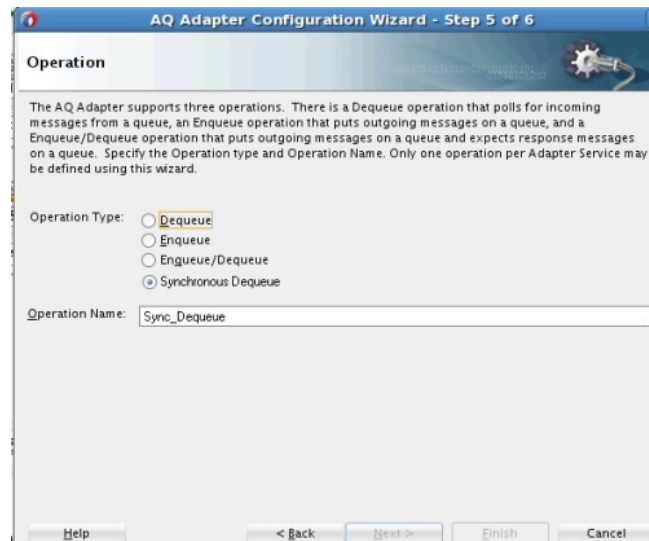 AQ Adapter Configuration Wizard - Step 5 of 6
Operation
The AQ Adapter supports three operations. There is a Dequeue operation that polls for incoming
messages from a queue, an Enqueue operation that puts outgoing messages on a queue, and a
Enqueue/Dequeue operation that puts outgoing messages on a queue and expects response messages
on a queue. Specify the Operation type and Operation Name. Only one operation per Adapter Service may
be defined using this wizard.
Operation Type:
Dequeue
Enqueue
Enqueue/Dequeue
Synchronous Dequeue
Operation Name: Sync_Dequeue
Help < Back Next > Finish Cancel